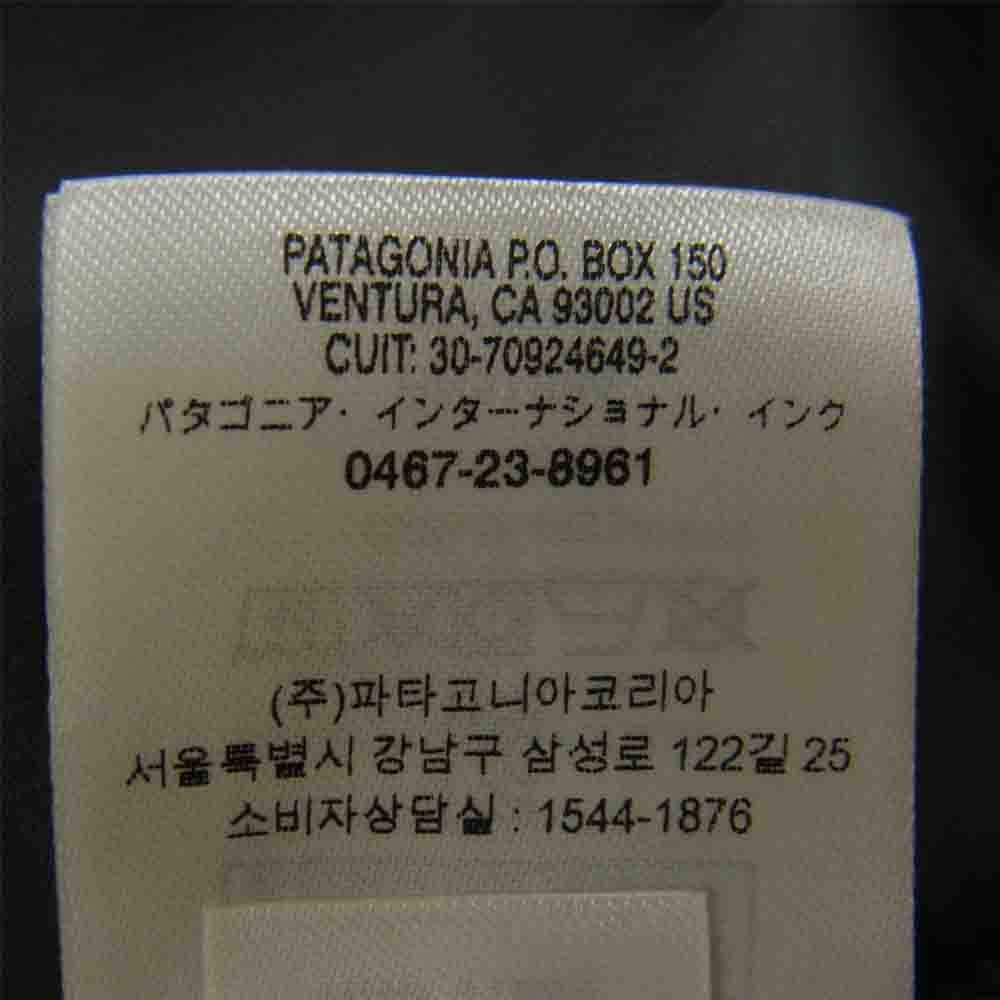 PATAGONIA P.O. BOX 150
VENTURA, CA 93002 US
CUIT: 30-70924649-2
パタゴニア・インターナショナル・インク
0467-23-8961
(주)파타고니아코리아
서울특별시 강남구 삼성로 122길 25
소비자상담실 : 1544-1876